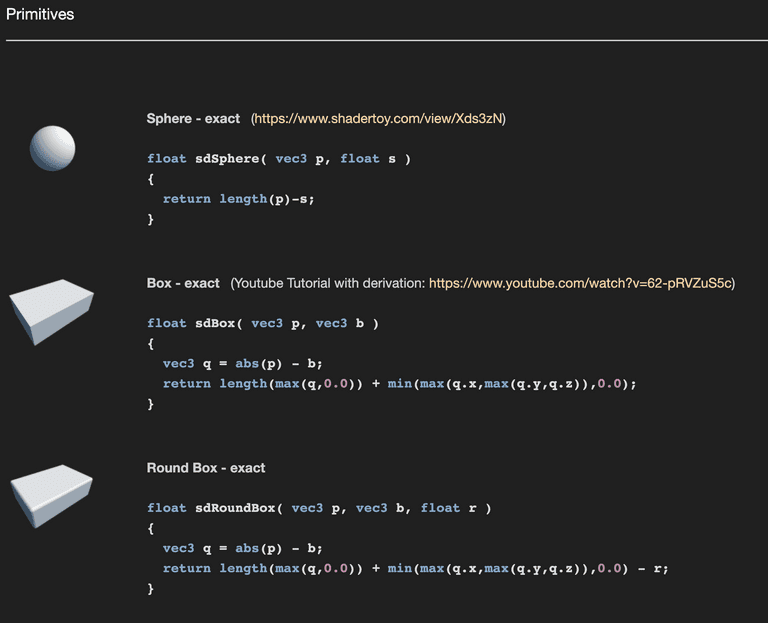 Primitives
Sphere - exact (https://www.shadertoy.com/view/Xds3zN)
float sdSphere( vec3 p, float s )
{
  return length(p)-s;
}
Box - exact (Youtube Tutorial with derivation: https://www.youtube.com/watch?v=62-pRVZuS5c)
float sdBox( vec3 p, vec3 b )
{
  vec3 q = abs(p) - b;
  return length(max(q,0.0)) + min(max(q.x,max(q.y,q.z)),0.0);
}
Round Box - exact
float sdRoundBox( vec3 p, vec3 b, float r )
{
  vec3 q = abs(p) - b;
  return length(max(q,0.0)) + min(max(q.x,max(q.y,q.z)),0.0) - r;
}